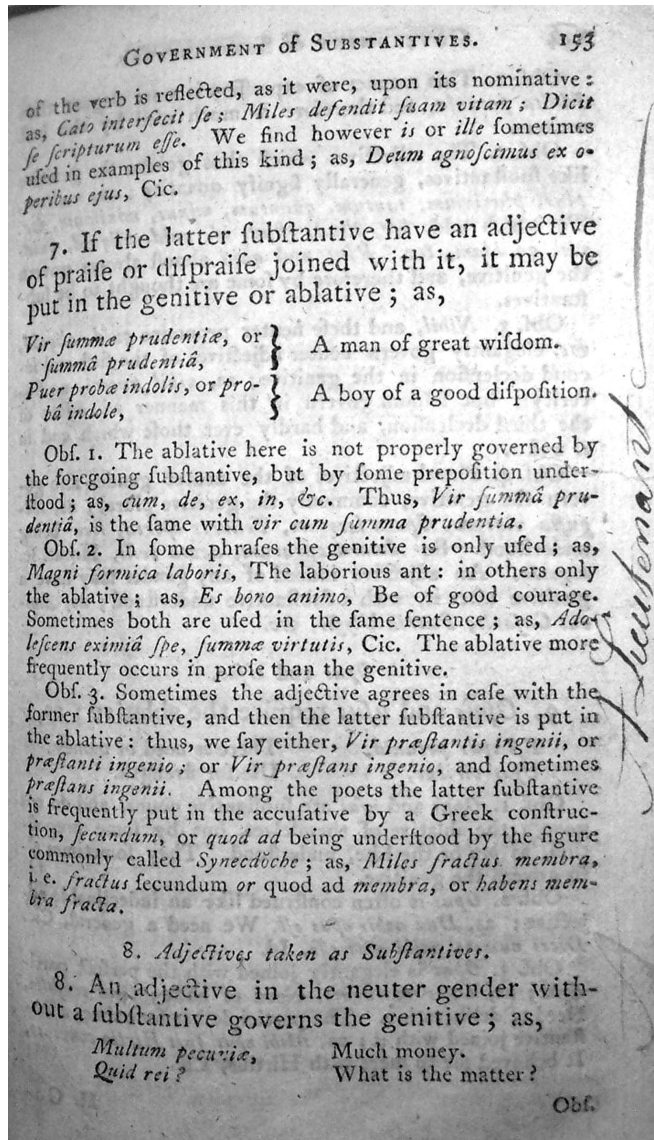 GOVERNMENT of SUBSTANTIVES. 153
of the verb is reflected, as it were, upon its nominative:
as, Cato interfecit ſe; Miles defendit ſuam vitam; Dicit
ſe ſcripturum eſſe. We find however is or ille ſometimes
uſed in examples of this kind; as, Deum agnoſcimus ex o-
peribus ejus, Cic.
7. If the latter ſubſtantive have an adjective
of praiſe or diſpraiſe joined with it, it may be
put in the genitive or ablative; as,
Vir ſummæ prudentiæ, or
ſummâ prudentiâ, } A man of great wiſdom.
Puer probæ indolis, or pro-
bâ indole, } A boy of a good diſpoſition.
Obſ. 1. The ablative here is not properly governed by
the foregoing ſubſtantive, but by ſome prepoſition under-
ſtood; as, cum, de, ex, in, &c. Thus, Vir ſummâ pru-
dentiâ, is the ſame with vir cum ſumma prudentia.
Obſ. 2. In ſome phraſes the genitive is only uſed; as,
Magni formica laboris, The laborious ant: in others only
the ablative; as, Es bono animo, Be of good courage.
Sometimes both are uſed in the ſame ſentence; as, Ado-
leſcens eximiâ ſpe, ſummæ virtutis, Cic. The ablative more
frequently occurs in proſe than the genitive.
Obſ. 3. Sometimes the adjective agrees in caſe with the
former ſubſtantive, and then the latter ſubſtantive is put in
the ablative: thus, we ſay either, Vir præſtantis ingenii, or
præſtanti ingenio; or Vir præſtans ingenio, and ſometimes
præſtans ingenii. Among the poets the latter ſubſtantive
is frequently put in the accuſative by a Greek conſtruc-
tion, ſecundum, or quod ad being underſtood by the figure
commonly called Synecdŏche; as, Miles fractus membra,
i. e. fractus ſecundum or quod ad membra, or habens mem-
bra fracta.
8. Adjectives taken as Subſtantives.
8. An adjective in the neuter gender with-
out a ſubſtantive governs the genitive; as,
Multum pecuniæ, Much money.
Quid rei? What is the matter?
Obſ.
Lieutenant